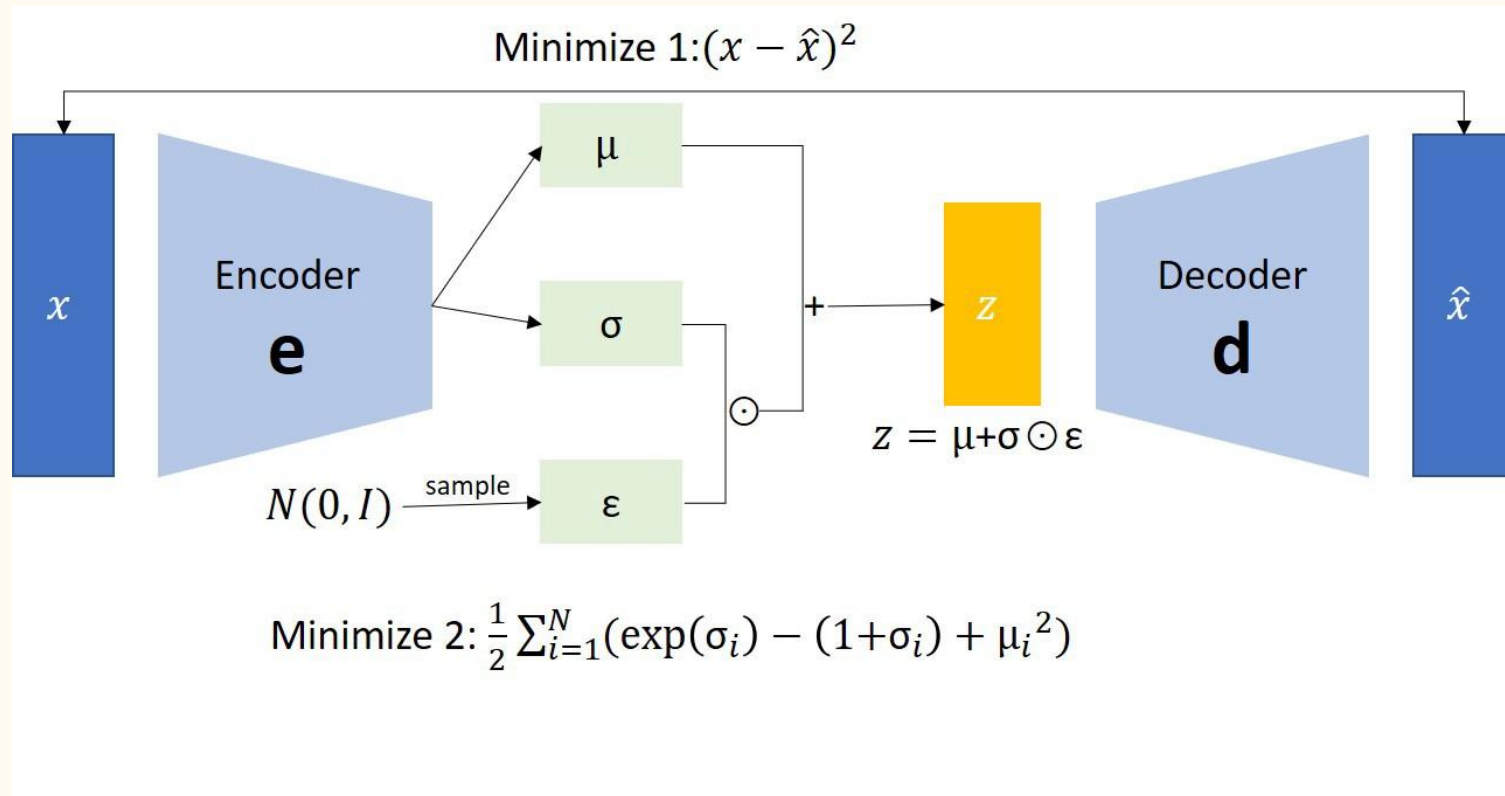 Minimize 1:(x − x̂)²
x
Encoder
e
μ
σ
N(0, I)
sample
ε
⊙
+
z
z = μ+σ⊙ε
Decoder
d
x̂
Minimize 2: ½ ∑ᵢ₌₁ᴺ(exp(σᵢ) − (1+σᵢ) + μᵢ²)